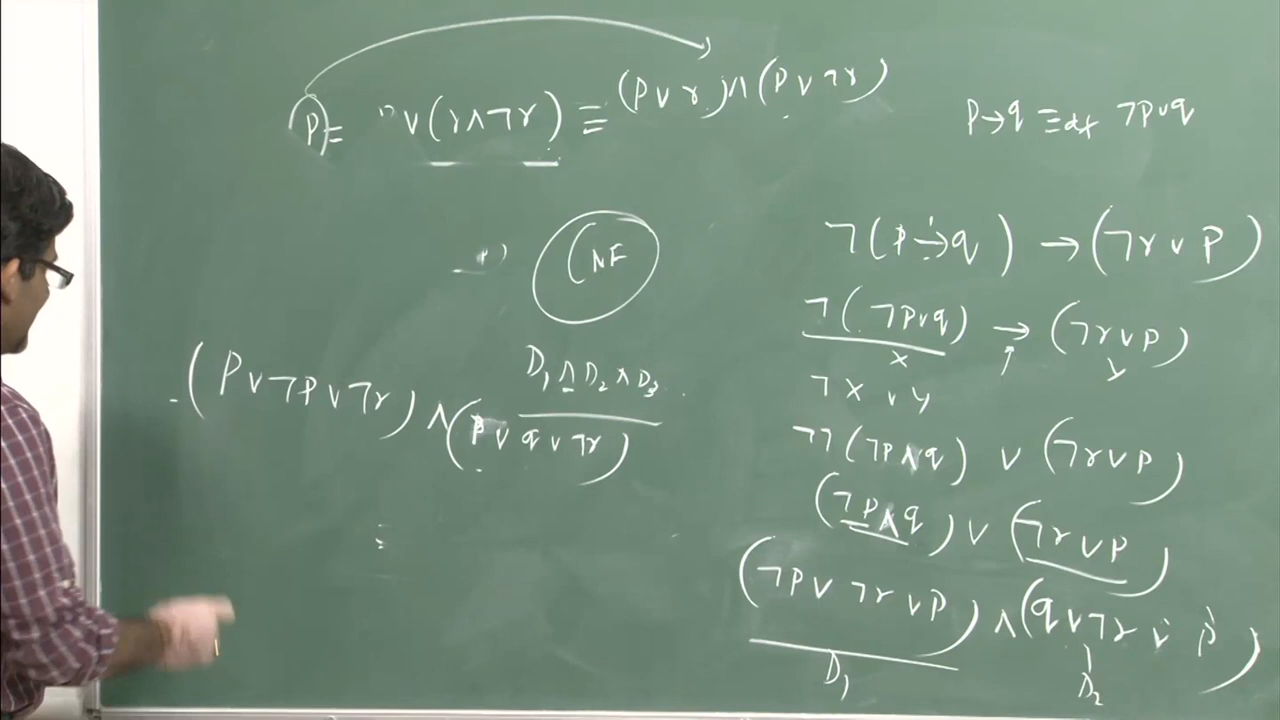 P = " ∨ (r ∧ ¬r) ≡ (P ∨ r) ∧ (P ∨ ¬r)
P → q ≡df ¬P ∨ q
CNF
D1 ∧ D2 ∧ D3
(P ∨ ¬P ∨ ¬r) ∧ (P ∨ q ∨ ¬r)
=
¬(P → q) → (¬r ∨ P)
¬(¬P ∨ q) → (¬r ∨ P)
x y
¬x ∨ y
¬¬(¬P ∧ q) ∨ (¬r ∨ P)
(¬P ∧ q) ∨ (¬r ∨ P)
(¬P ∨ ¬r ∨ P) ∧ (q ∨ ¬r ∨ P)
D1 D2